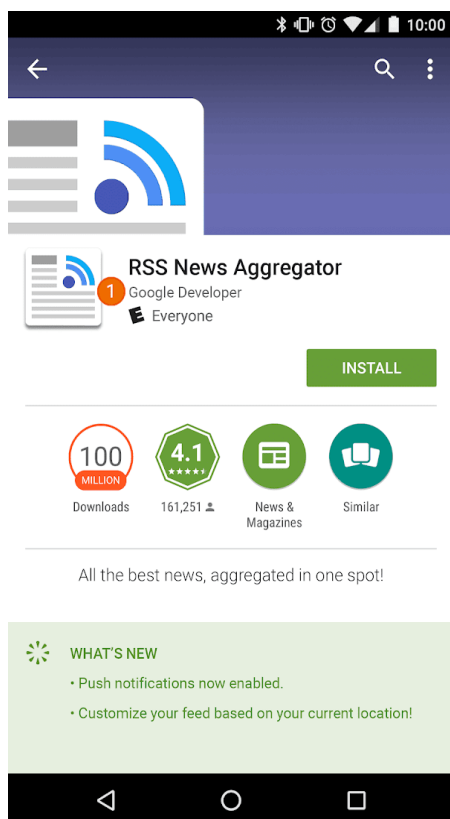 10:00
RSS News Aggregator
1
Google Developer
E Everyone
INSTALL
100
MILLION
Downloads
4.1
161,251
News &
Magazines
Similar
All the best news, aggregated in one spot!
WHAT'S NEW
• Push notifications now enabled.
• Customize your feed based on your current location!